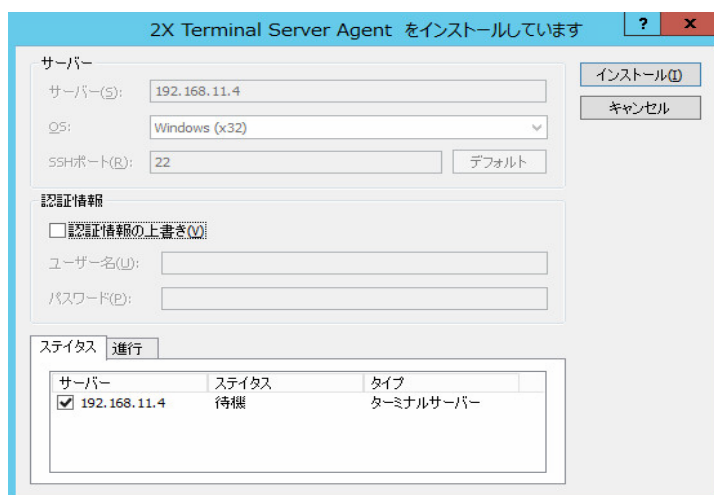 2X Terminal Server Agent をインストールしています
? x
サーバー
サーバー(S): 192.168.11.4
インストール(I)
キャンセル
OS: Windows (x32)
SSHポート(R): 22 デフォルト
認証情報
認証情報の上書き(V)
ユーザー名(U):
パスワード(P):
ステイタス 進行
サーバー ステイタス タイプ
192.168.11.4 待機 ターミナルサーバー